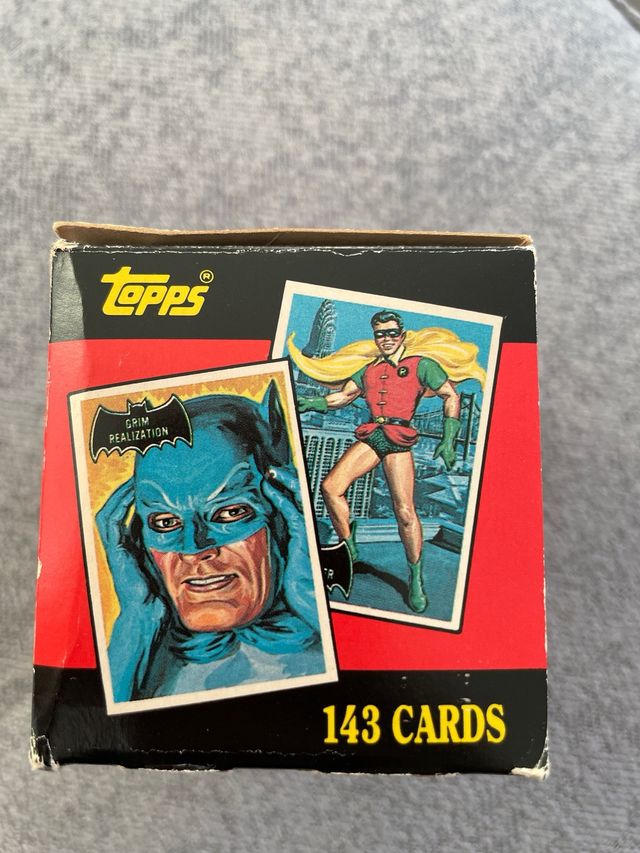 topps®
GRIM
REALIZATION
R
143 CARDS